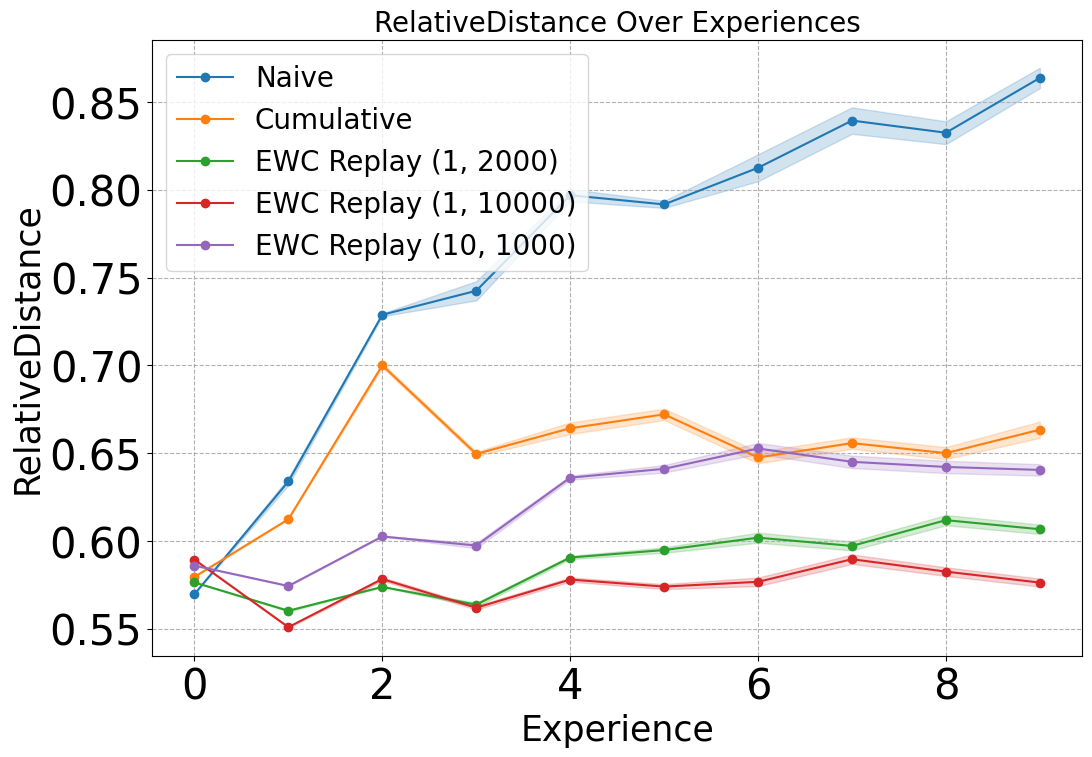 RelativeDistance Over Experiences
Naive
Cumulative
EWC Replay (1, 2000)
EWC Replay (1, 10000)
EWC Replay (10, 1000)
RelativeDistance
0.85
0.80
0.75
0.70
0.65
0.60
0.55
0 2 4 6 8
Experience